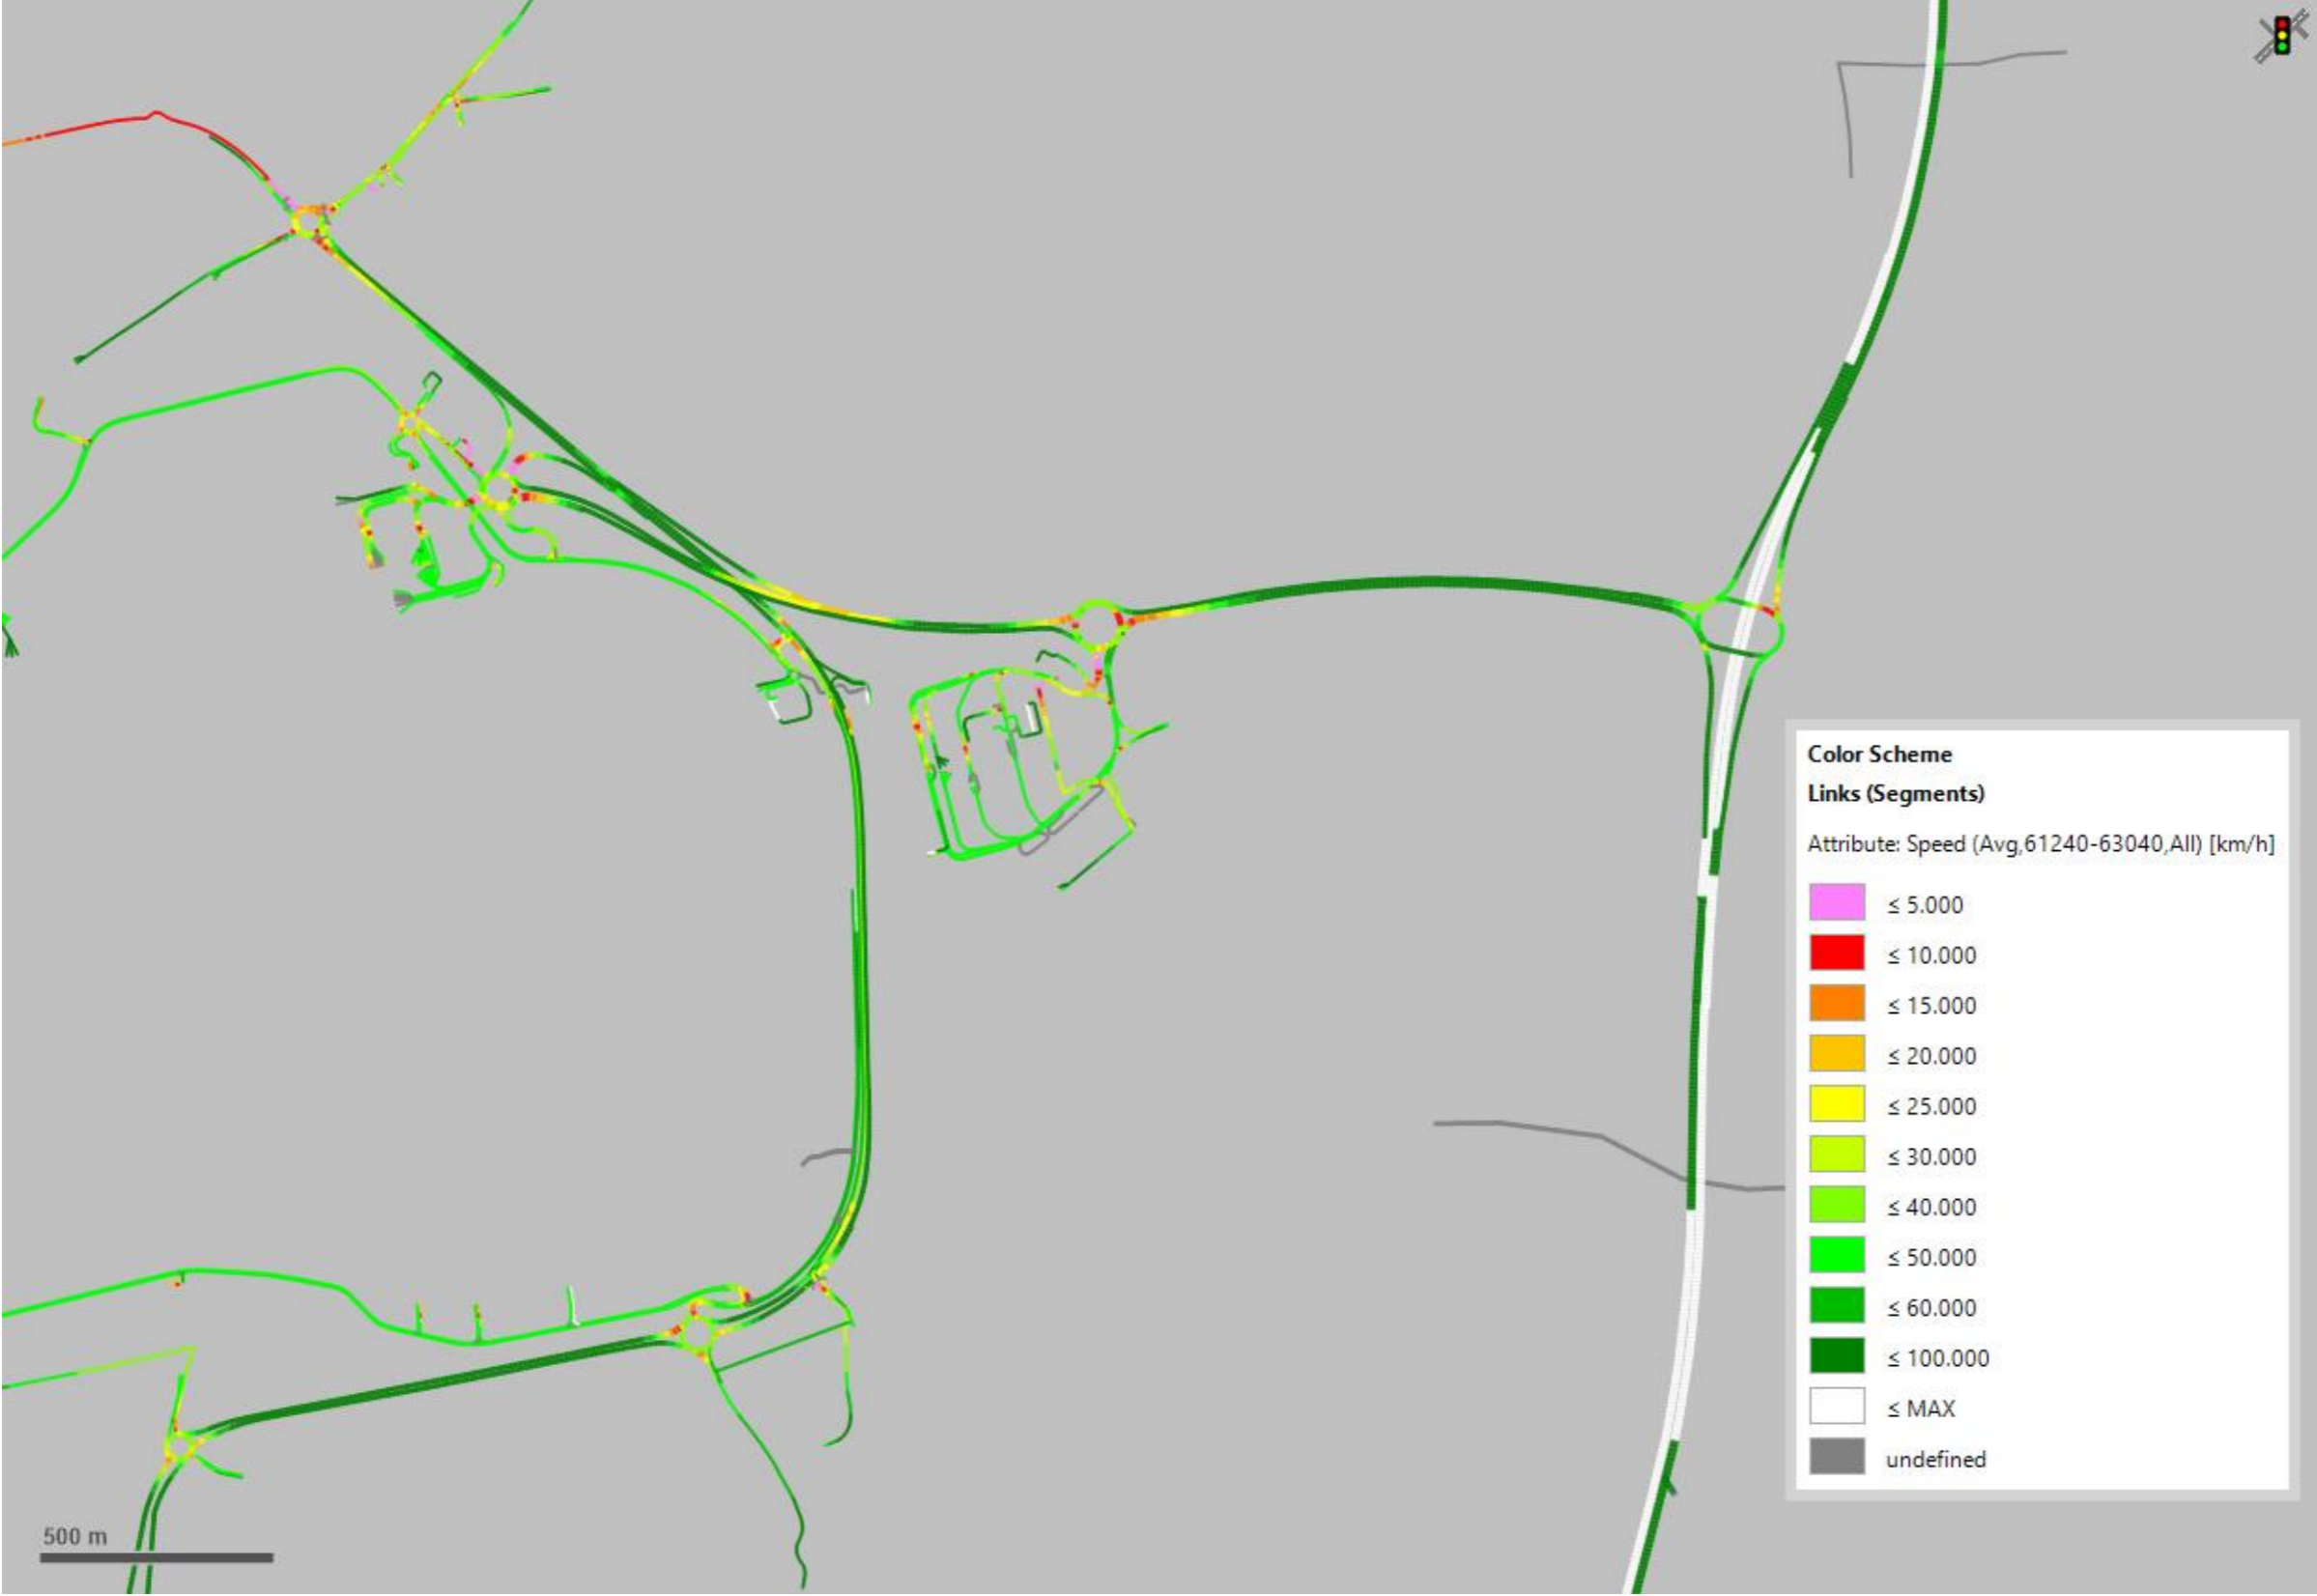 Color Scheme
Links (Segments)
Attribute: Speed (Avg,61240-63040,All) [km/h]
≤ 5.000
≤ 10.000
≤ 15.000
≤ 20.000
≤ 25.000
≤ 30.000
≤ 40.000
≤ 50.000
≤ 60.000
≤ 100.000
≤ MAX
undefined
500 m